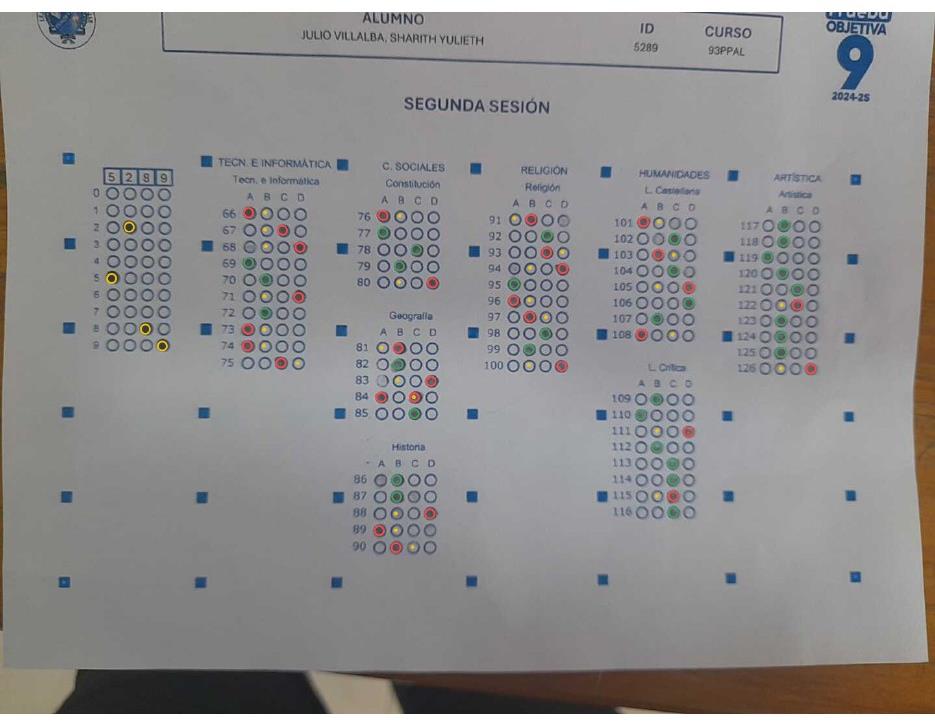 ALUMNO
JULIO VILLALBA, SHARITH YULIETH
ID
5289
CURSO
93PPAL
Prueba
OBJETIVA
9
2024-2S
SEGUNDA SESIÓN
5 2 8 9
0
1
2
3
4
5
6
7
8
9
TECN. E INFORMÁTICA
Tecn. e Informática
A B C D
66
67
68
69
70
71
72
73
74
75
C. SOCIALES
Constitución
A B C D
76
77
78
79
80
Geografía
A B C D
81
82
83
84
85
Historia
A B C D
86
87
88
89
90
RELIGIÓN
Religión
A B C D
91
92
93
94
95
96
97
98
99
100
HUMANIDADES
L. Castellana
A B C D
101
102
103
104
105
106
107
108
L. Crítica
A B C D
109
110
111
112
113
114
115
116
ARTÍSTICA
Artística
A B C D
117
118
119
120
121
122
123
124
125
126